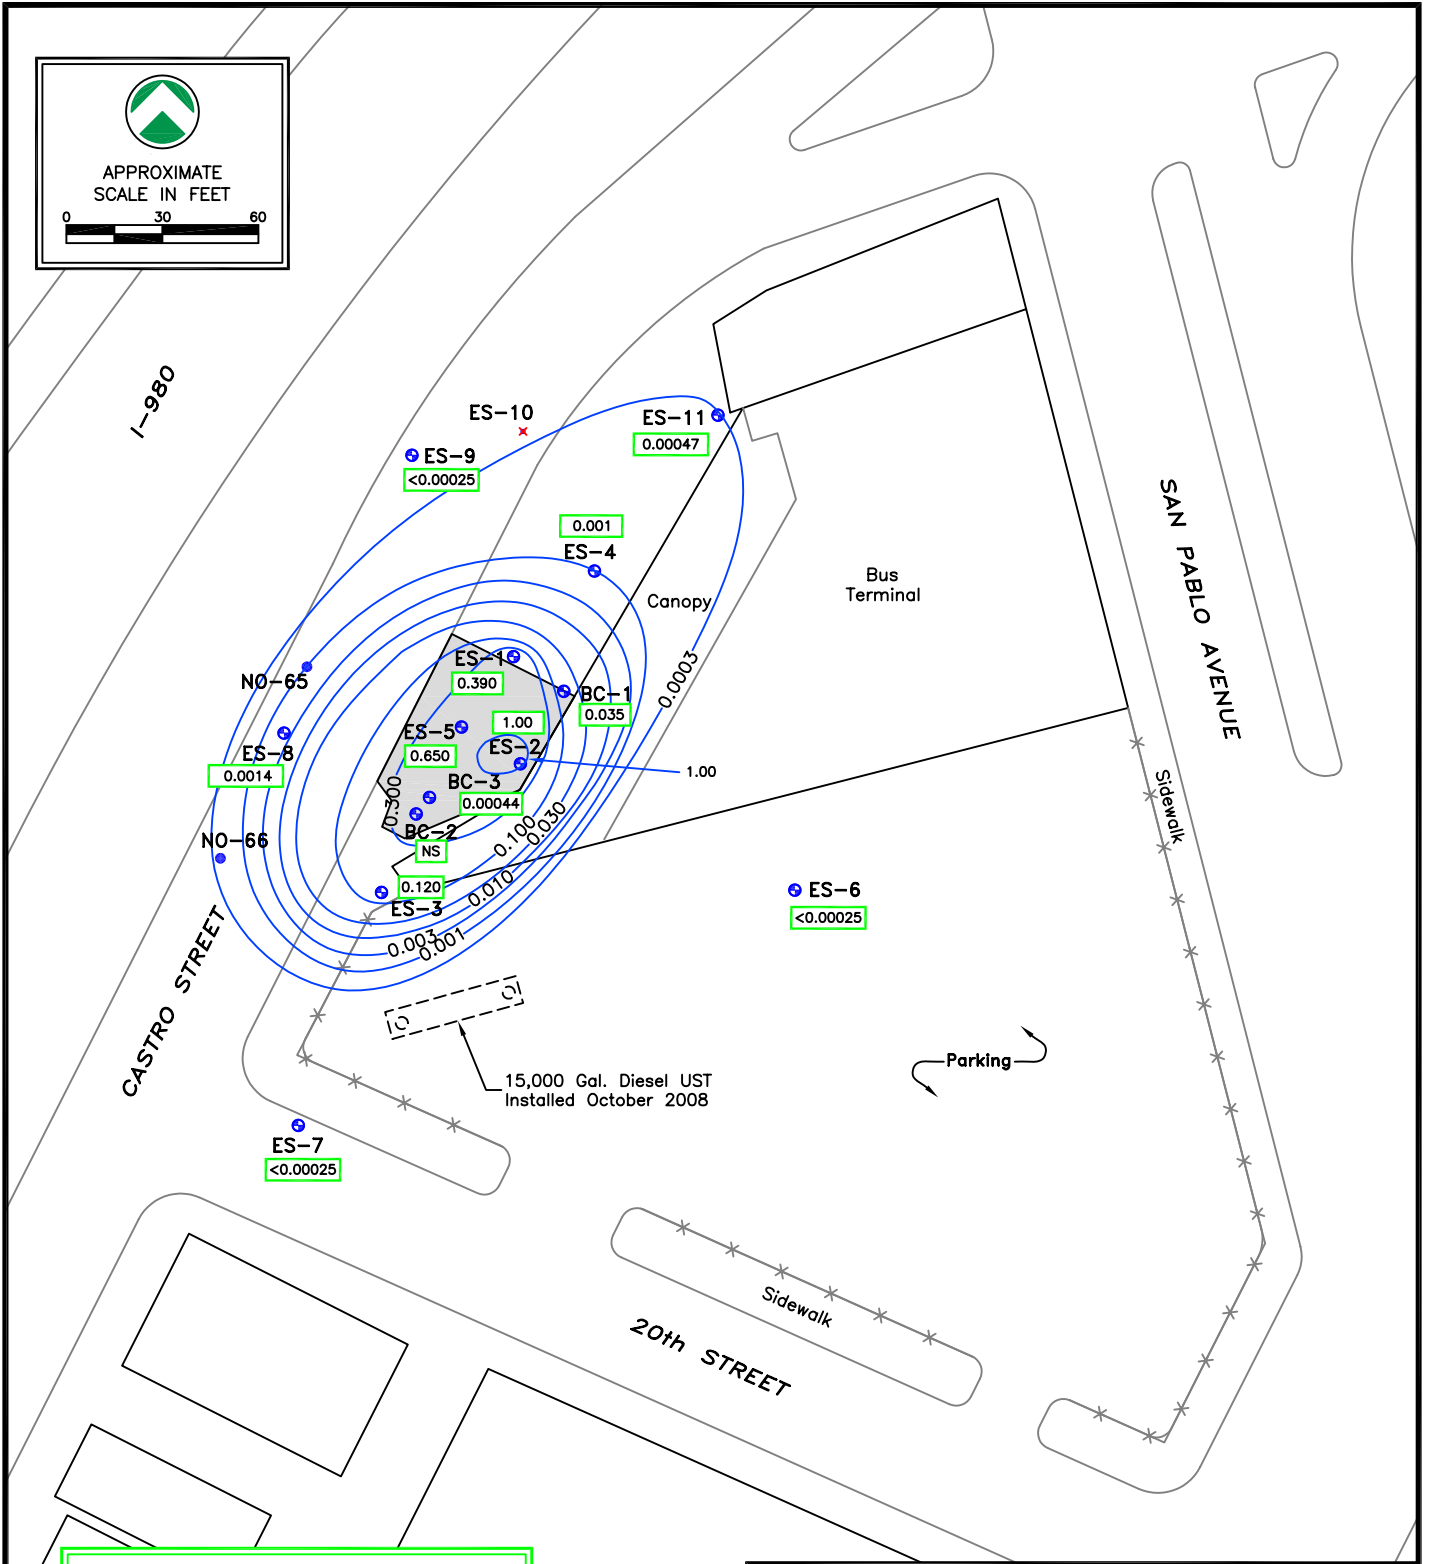 APPROXIMATE
SCALE IN FEET
0 30 60
I-980
ES-10
ES-11
0.00047
ES-9
<0.00025
0.001
ES-4
Canopy
Bus
Terminal
SAN PABLO AVENUE
0.0003
ES-1
0.390
NO-65
BC-1
0.035
1.00
ES-5
0.650
ES-2
1.00
ES-8
0.0014
BC-3
0.00044
0.300
BC-2
NS
NO-66
0.100
0.030
0.010
0.120
ES-3
0.003
0.001
Sidewalk
ES-6
<0.00025
CASTRO STREET
15,000 Gal. Diesel UST
Installed October 2008
Parking
ES-7
<0.00025
Sidewalk
20th STREET